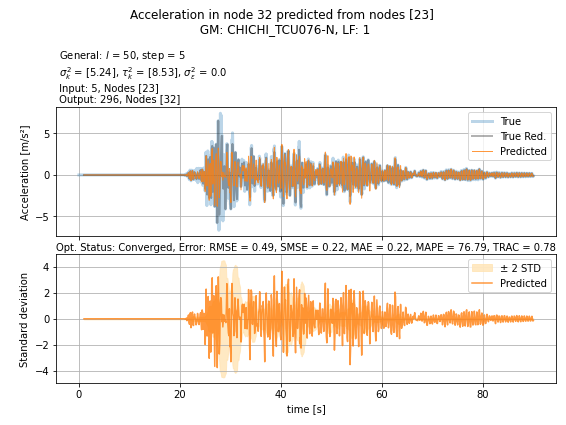 Acceleration in node 32 predicted from nodes [23]
GM: CHICHI_TCU076-N, LF: 1
General: l = 50, step = 5
σ²ₖ = [5.24], τ²ₖ = [8.53], σ²_ε = 0.0
Input: 5, Nodes [23]
Output: 296, Nodes [32]
Acceleration [m/s²]
5
0
−5
True
True Red.
Predicted
Opt. Status: Converged, Error: RMSE = 0.49, SMSE = 0.22, MAE = 0.22, MAPE = 76.79, TRAC = 0.78
Standard deviation
4
2
0
−2
−4
± 2 STD
Predicted
0 20 40 60 80
time [s]